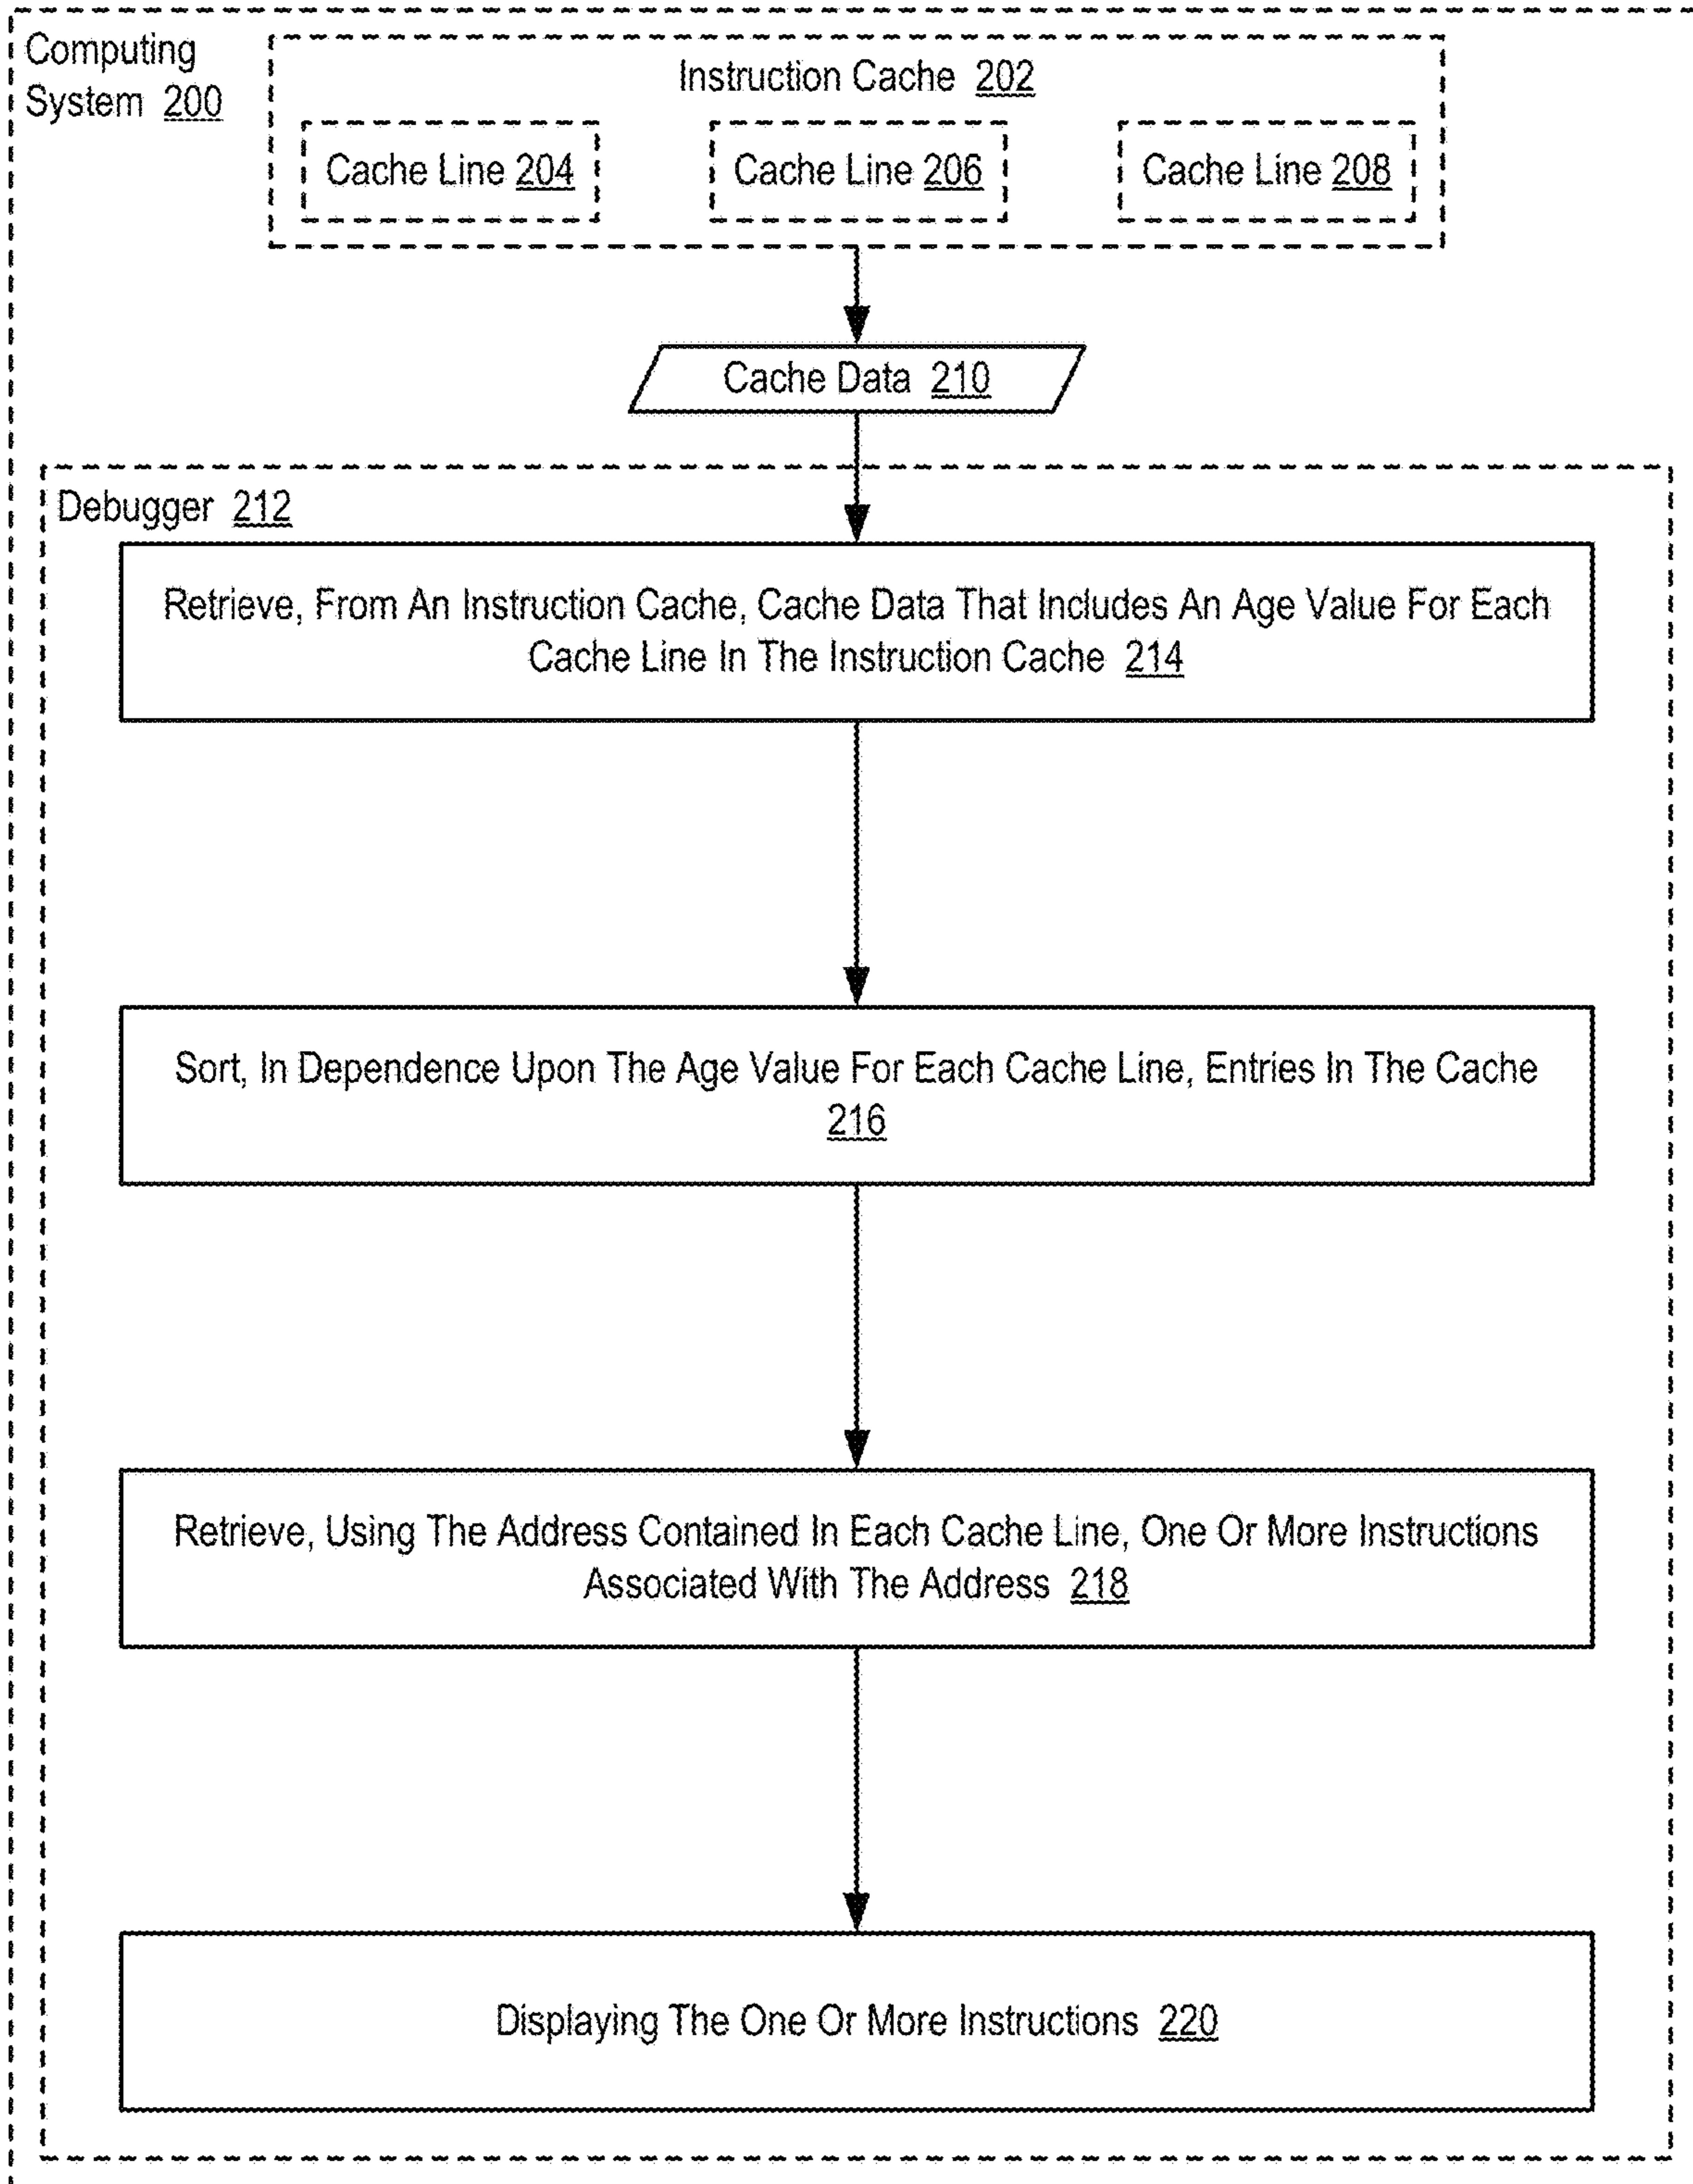 Computing
System 200
Instruction Cache 202
Cache Line 204
Cache Line 206
Cache Line 208
Cache Data 210
Debugger 212
Retrieve, From An Instruction Cache, Cache Data That Includes An Age Value For Each
Cache Line In The Instruction Cache 214
Sort, In Dependence Upon The Age Value For Each Cache Line, Entries In The Cache
216
Retrieve, Using The Address Contained In Each Cache Line, One Or More Instructions
Associated With The Address 218
Displaying The One Or More Instructions 220